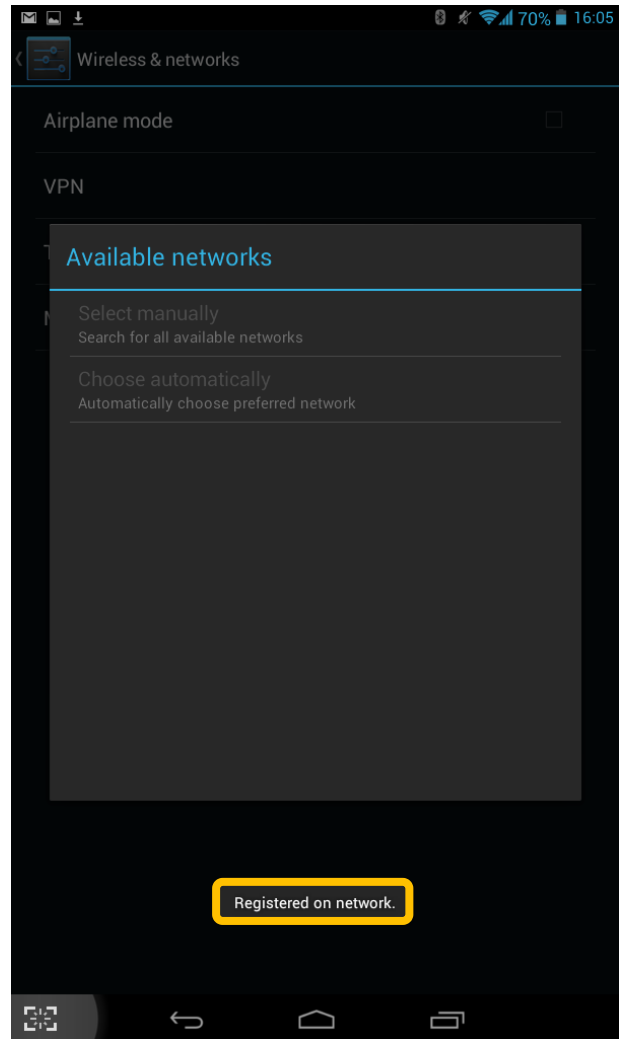 70% 16:05
Wireless & networks
Airplane mode
VPN
T
Available networks
M
Select manually
Search for all available networks
Choose automatically
Automatically choose preferred network
Registered on network.